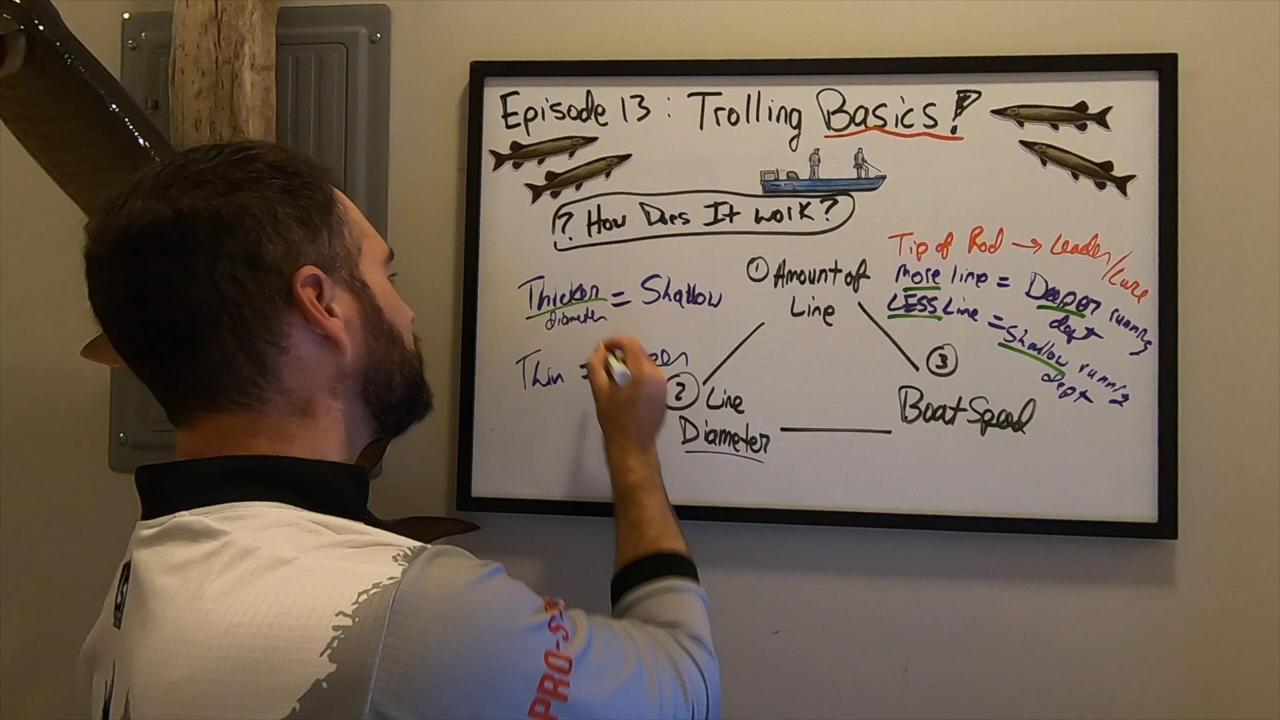 Episode 13: Trolling Basics!
? How Does It work?
Tip of Rod → Leader/Lure
more line = Deeper running
dept
LESS Line = Shallow running
dept
① Amount of
Line
Thicker = Shallow
diameter
Thin =
② Line
Diameter
③
Boat Speed
PRO-S